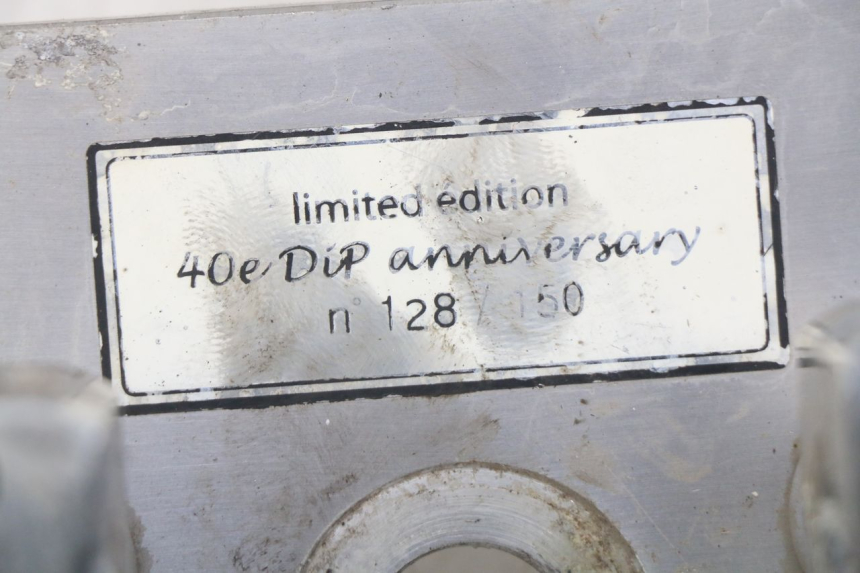 limited edition
40e DiP anniversary
n° 128 / 150